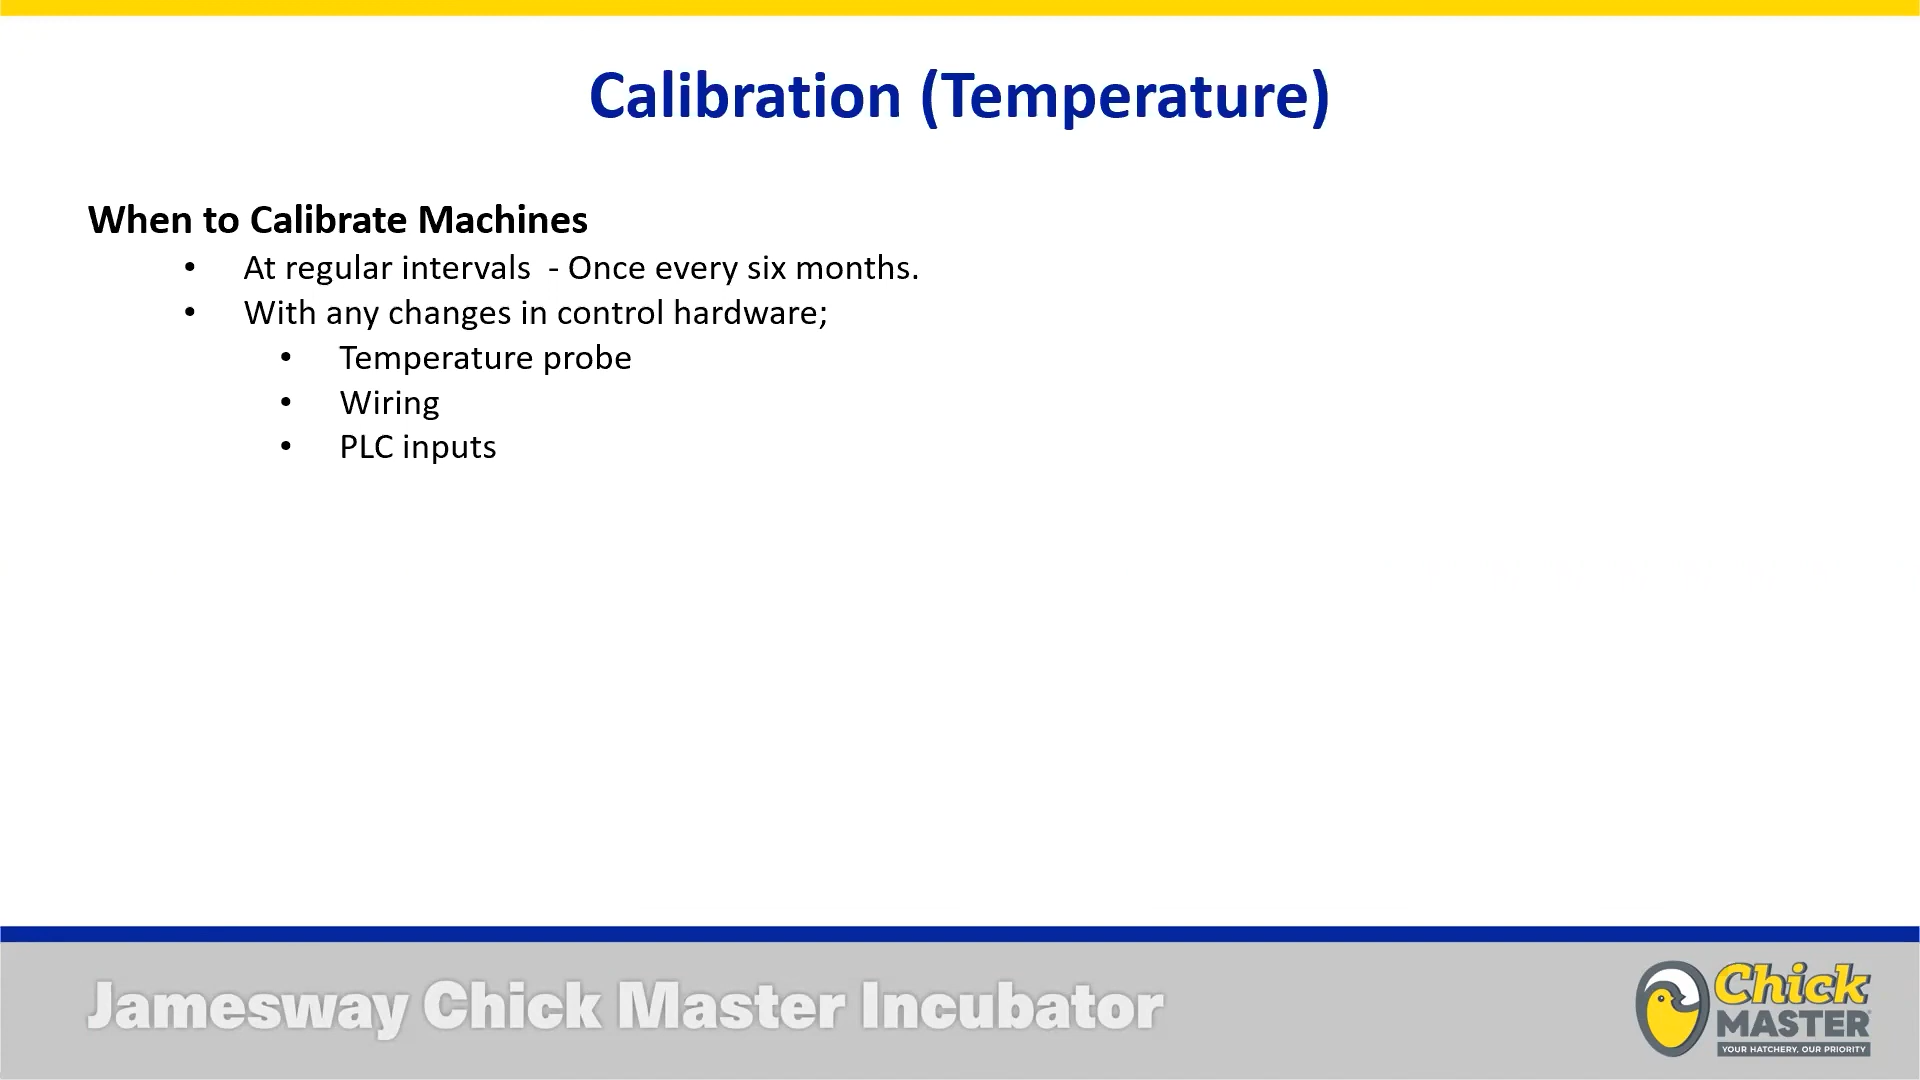 Calibration (Temperature)
When to Calibrate Machines
• At regular intervals  - Once every six months.
• With any changes in control hardware;
• Temperature probe
• Wiring
• PLC inputs
Jamesway Chick Master Incubator
Chick
MASTER
YOUR HATCHERY, OUR PRIORITY